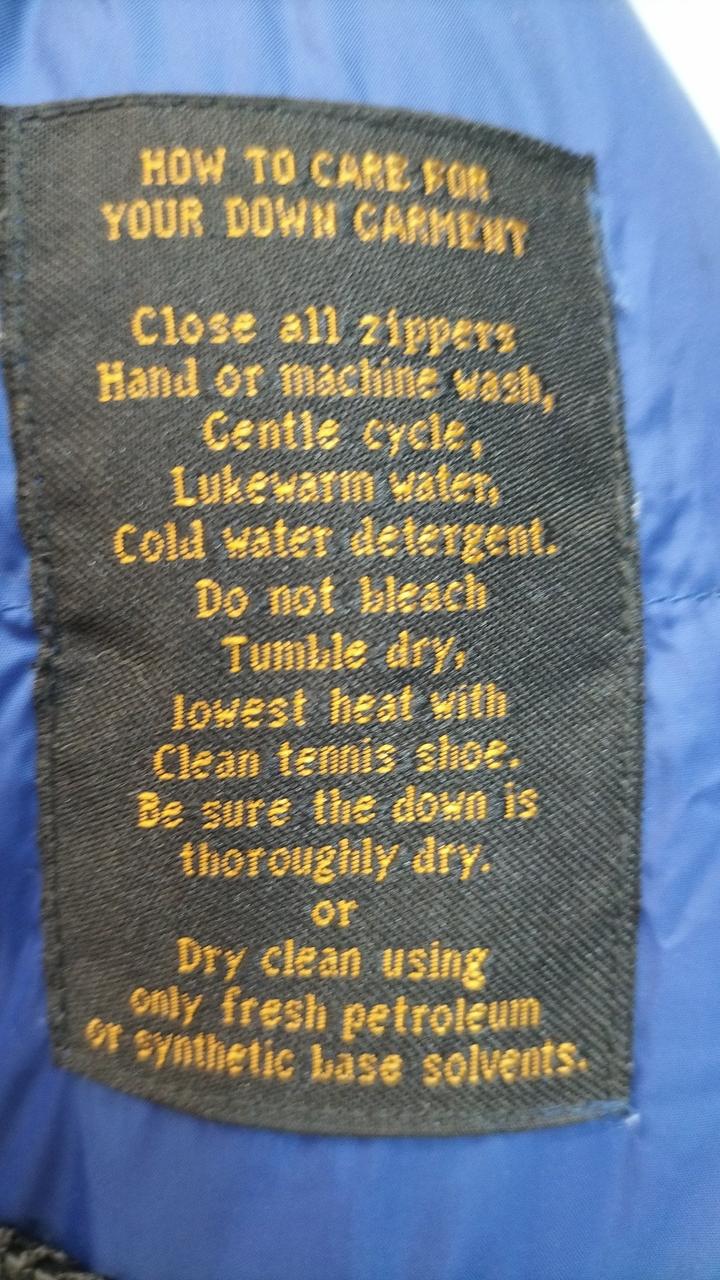 HOW TO CARE FOR
YOUR DOWN GARMENT
Close all zippers
Hand or machine wash,
Gentle cycle,
Lukewarm water,
Cold water detergent.
Do not bleach
Tumble dry,
lowest heat with
Clean tennis shoe.
Be sure the down is
thoroughly dry.
or
Dry clean using
only fresh petroleum
or synthetic base solvents.